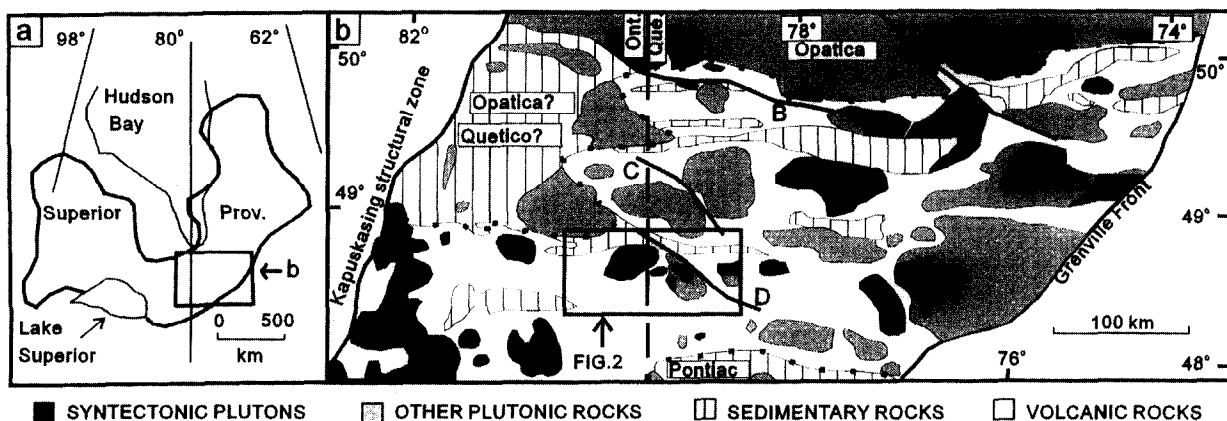 a
98°
80°
62°
Hudson
Bay
Superior
Prov.
b
Lake
Superior
0 500
km
b
82°
Ont.
Que.
78°
74°
50°
Opatica
50°
Kapuskasing structural zone
Opatica?
Quetico?
B
C
49°
49°
Grenville Front
D
FIG.2
100 km
Pontiac
76°
48°
SYNTECTONIC PLUTONS
OTHER PLUTONIC ROCKS
SEDIMENTARY ROCKS
VOLCANIC ROCKS